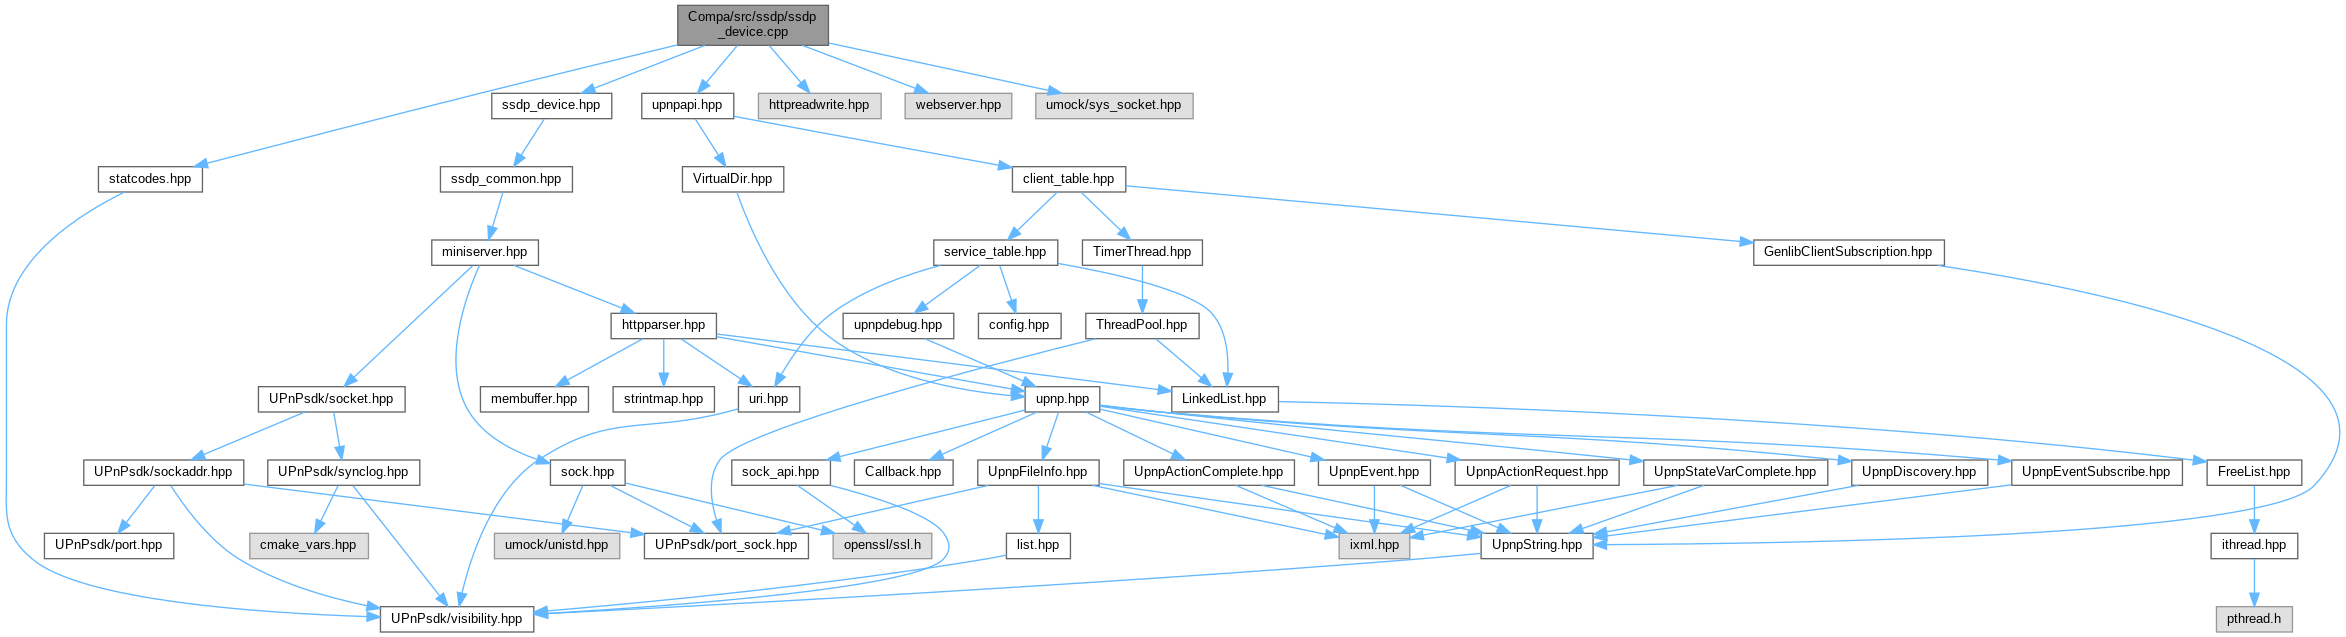 Compa/src/ssdp/ssdp
_device.cpp
ssdp_device.hpp
upnpapi.hpp
httpreadwrite.hpp
webserver.hpp
umock/sys_socket.hpp
statcodes.hpp
ssdp_common.hpp
VirtualDir.hpp
client_table.hpp
miniserver.hpp
service_table.hpp
TimerThread.hpp
GenlibClientSubscription.hpp
httpparser.hpp
upnpdebug.hpp
config.hpp
ThreadPool.hpp
UPnPsdk/socket.hpp
membuffer.hpp
strintmap.hpp
uri.hpp
upnp.hpp
LinkedList.hpp
UPnPsdk/sockaddr.hpp
UPnPsdk/synclog.hpp
sock.hpp
sock_api.hpp
Callback.hpp
UpnpFileInfo.hpp
UpnpActionComplete.hpp
UpnpEvent.hpp
UpnpActionRequest.hpp
UpnpStateVarComplete.hpp
UpnpDiscovery.hpp
UpnpEventSubscribe.hpp
FreeList.hpp
UPnPsdk/port.hpp
cmake_vars.hpp
umock/unistd.hpp
UPnPsdk/port_sock.hpp
openssl/ssl.h
list.hpp
ixml.hpp
UpnpString.hpp
ithread.hpp
UPnPsdk/visibility.hpp
pthread.h